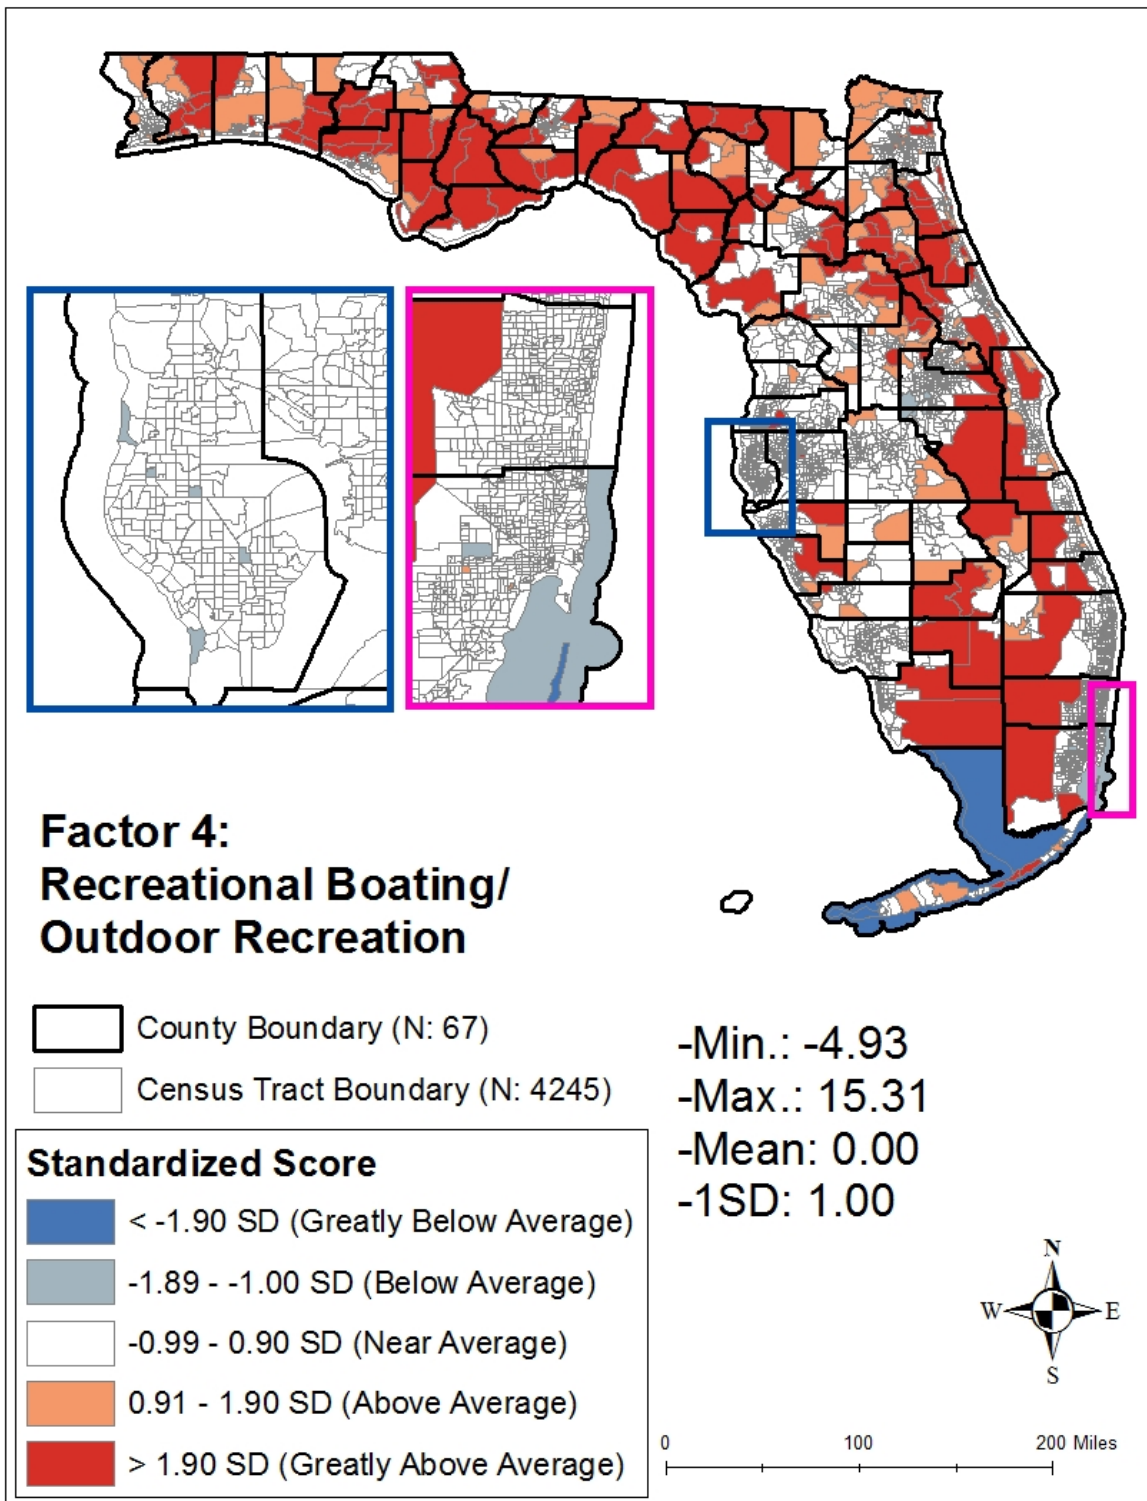 Factor 4:
Recreational Boating/
Outdoor Recreation
County Boundary (N: 67)
Census Tract Boundary (N: 4245)
Standardized Score
< -1.90 SD (Greatly Below Average)
-1.89 - -1.00 SD (Below Average)
-0.99 - 0.90 SD (Near Average)
0.91 - 1.90 SD (Above Average)
> 1.90 SD (Greatly Above Average)
-Min.: -4.93
-Max.: 15.31
-Mean: 0.00
-1SD: 1.00
N
W E
S
0 100 200 Miles